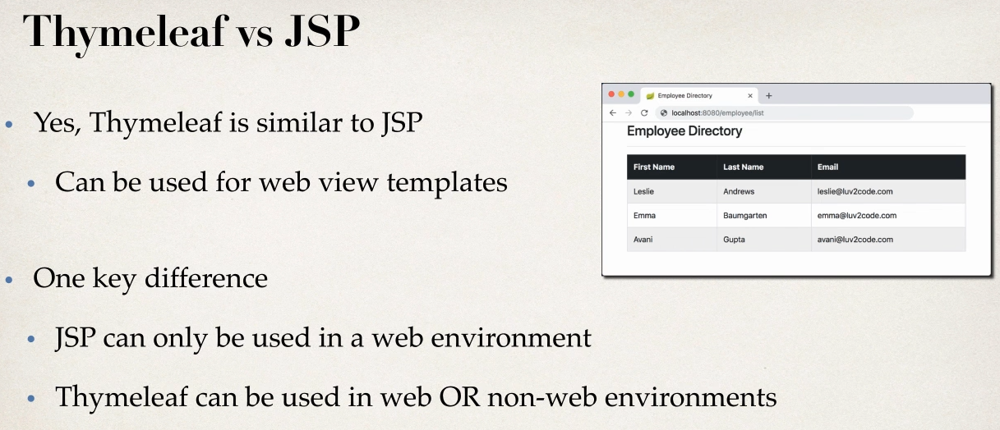 Thymeleaf vs JSP
Yes, Thymeleaf is similar to JSP
Can be used for web view templates
One key difference
JSP can only be used in a web environment
Thymeleaf can be used in web OR non-web environments
Employee Directory
localhost:8080/employee/list
Employee Directory
First Name Last Name Email
Leslie Andrews leslie@luv2code.com
Emma Baumgarten emma@luv2code.com
Avani Gupta avani@luv2code.com